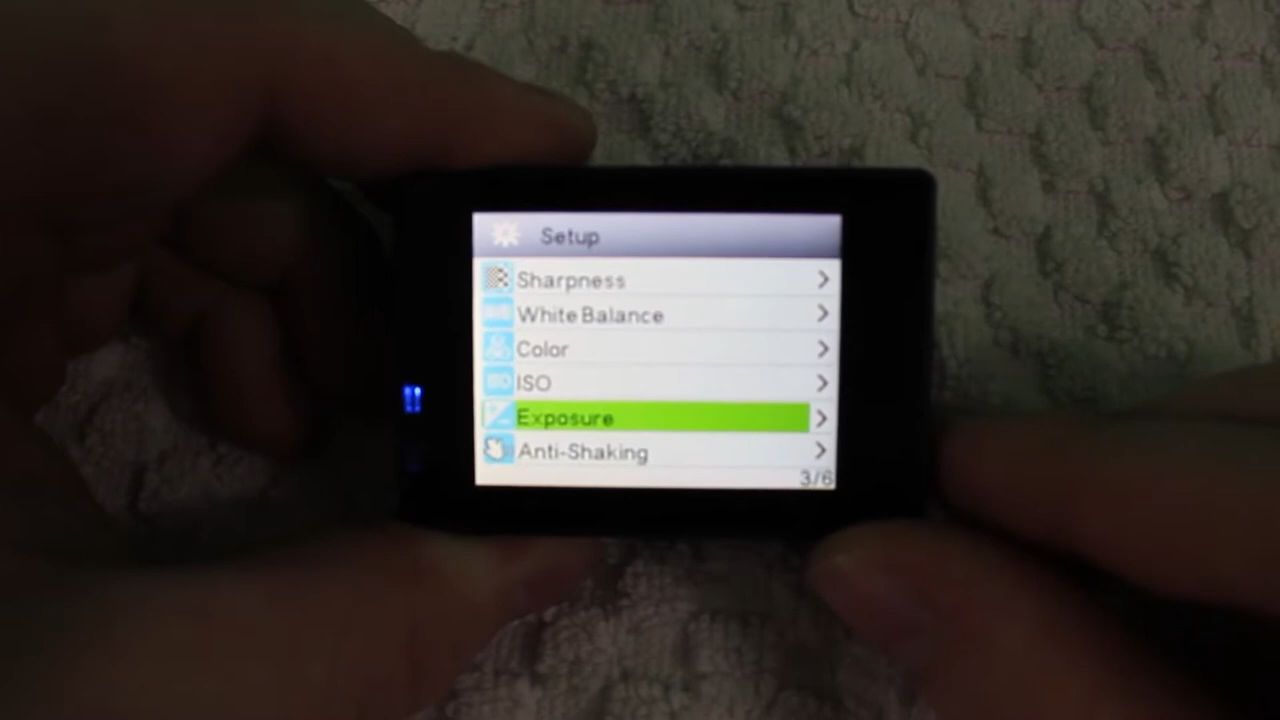 Setup
Sharpness
White Balance
Color
ISO
Exposure
Anti-Shaking
3/6